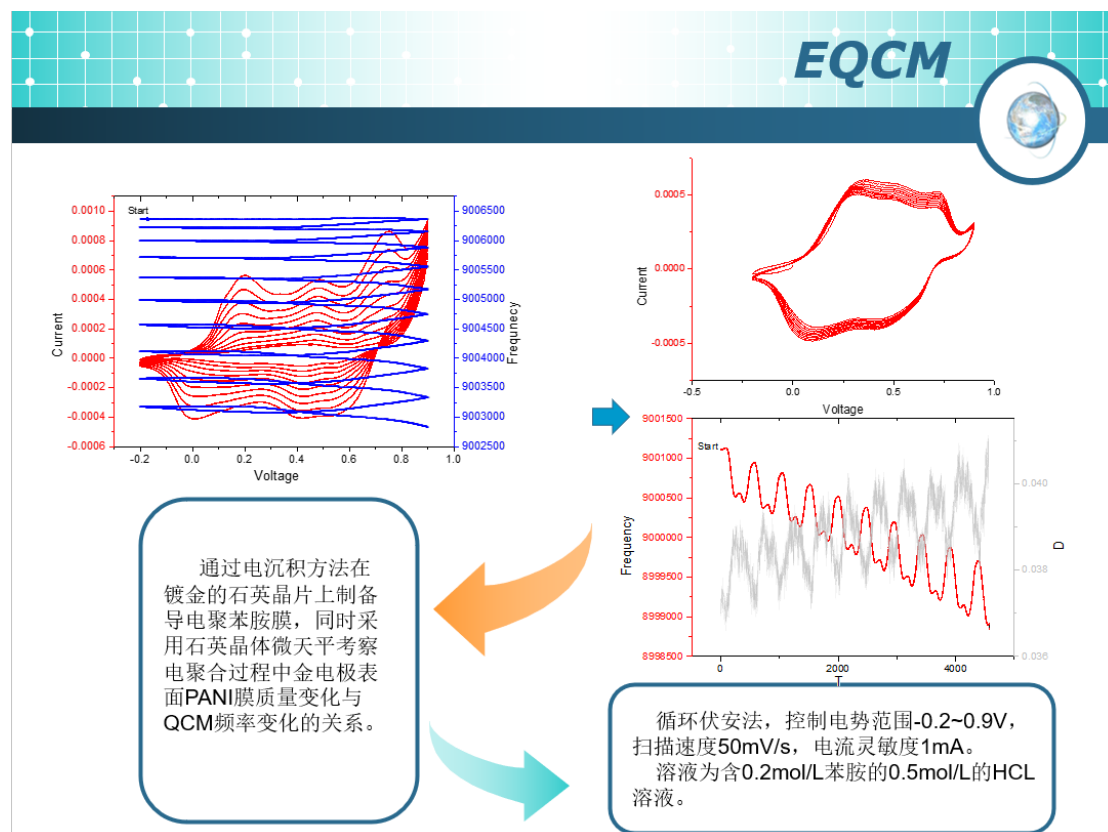 EQCM
Start
0.0010
0.0008
0.0006
0.0004
0.0002
0.0000
-0.0002
-0.0004
-0.0006
Current
9006500
9006000
9005500
9005000
9004500
9004000
9003500
9003000
9002500
Frequnecy
-0.2 0.0 0.2 0.4 0.6 0.8 1.0
Voltage
0.0005
0.0000
-0.0005
Current
-0.5 0.0 0.5 1.0
Voltage
Start
9001500
9001000
9000500
9000000
8999500
8999000
8998500
Frequency
0.040
0.038
0.036
D
0 2000 4000
T
通过电沉积方法在
镀金的石英晶片上制备
导电聚苯胺膜，同时采
用石英晶体微天平考察
电聚合过程中金电极表
面PANI膜质量变化与
QCM频率变化的关系。
循环伏安法，控制电势范围-0.2~0.9V，
扫描速度50mV/s，电流灵敏度1mA。
溶液为含0.2mol/L苯胺的0.5mol/L的HCL
溶液。